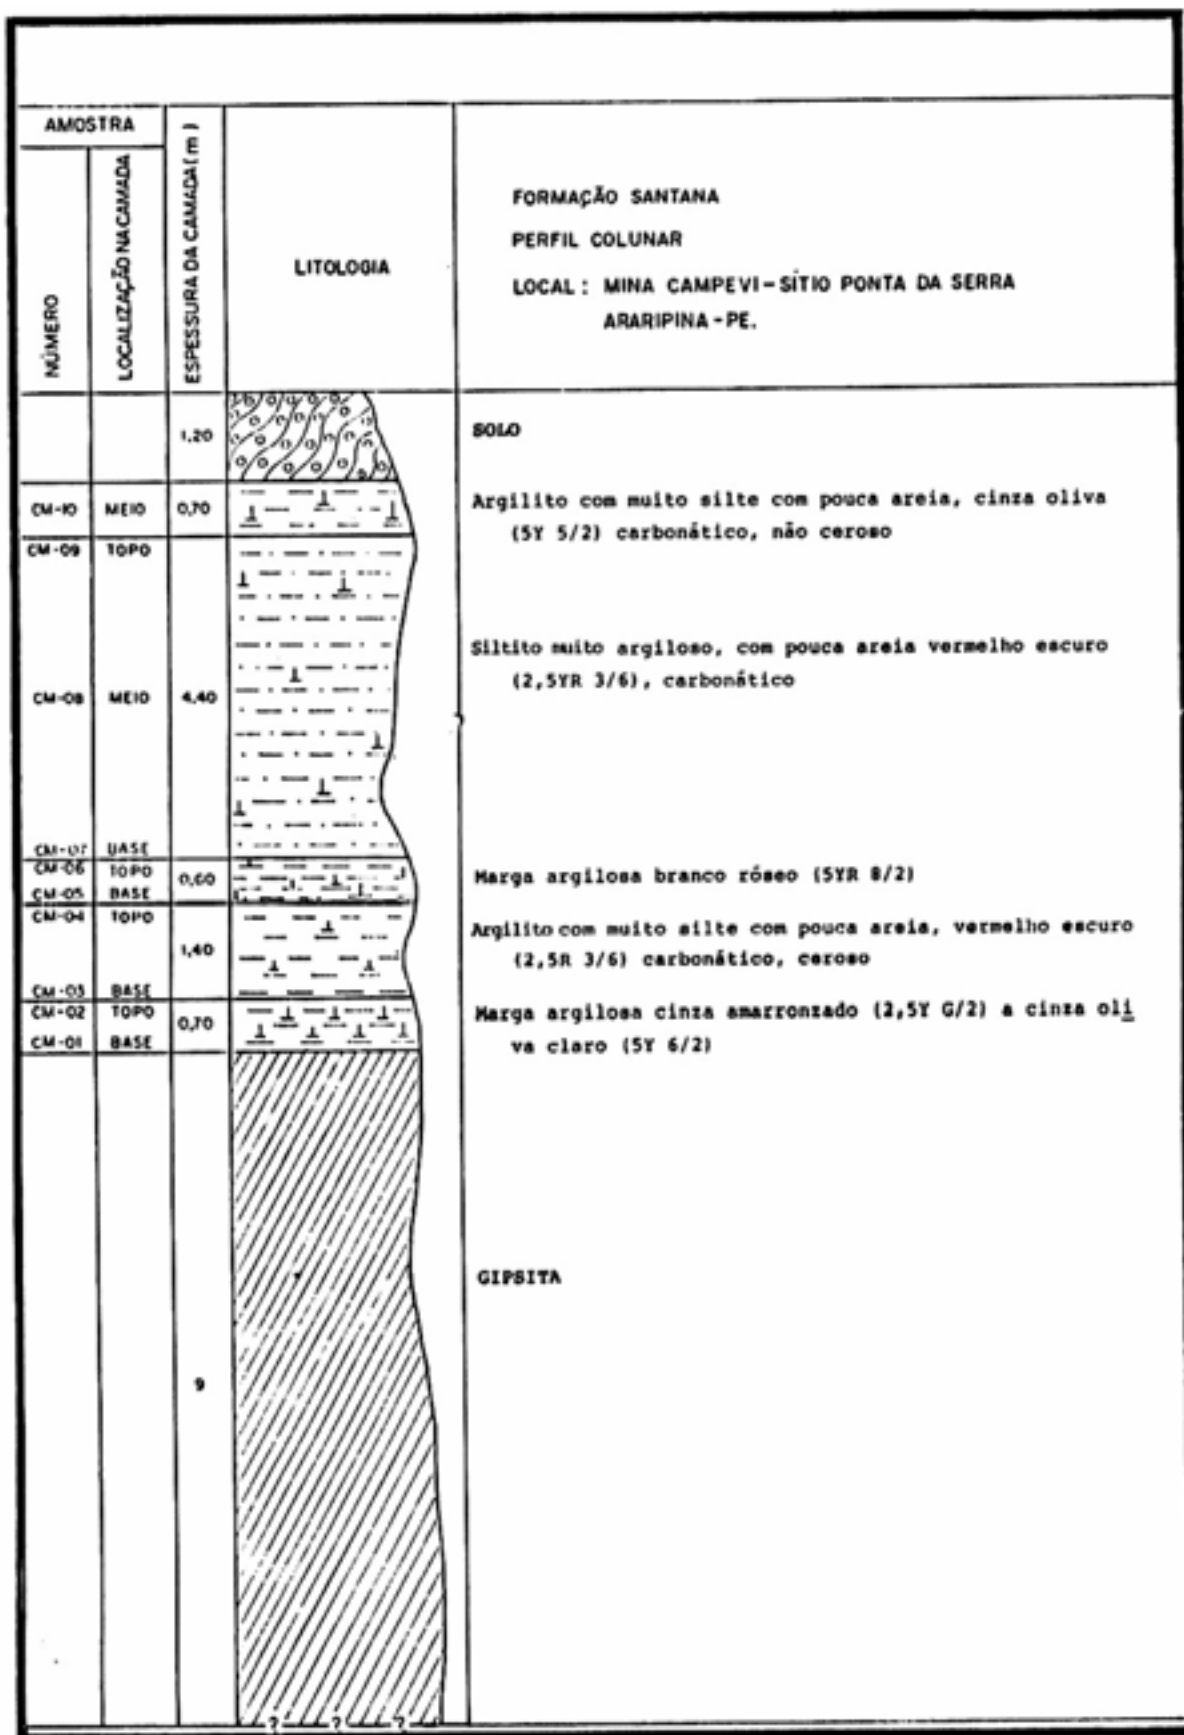 AMOSTRA
NÚMERO
LOCALIZAÇÃO NA CAMADA
ESPESSURA DA CAMADA (m)
LITOLOGIA
FORMAÇÃO SANTANA
PERFIL COLUNAR
LOCAL : MINA CAMPEVI - SÍTIO PONTA DA SERRA
ARARIPINA - PE.
1,20 SOLO
CM-10 MEIO 0,70 Argilito com muito silte com pouca areia, cinza oliva
(5Y 5/2) carbonático, não ceroso
CM-09 TOPO
Siltito muito argiloso, com pouca areia vermelho escuro
(2,5YR 3/6), carbonático
CM-08 MEIO 4,40
CM-07 BASE
CM-06 TOPO
0,60 Marga argilosa branco róseo (5YR 8/2)
CM-05 BASE
CM-04 TOPO
Argilito com muito silte com pouca areia, vermelho escuro
1,40 (2,5R 3/6) carbonático, ceroso
CM-03 BASE
CM-02 TOPO Marga argilosa cinza amarronzado (2,5Y G/2) a cinza oli
0,70
CM-01 BASE va claro (5Y 6/2)
GIPSITA
9
? ? ?